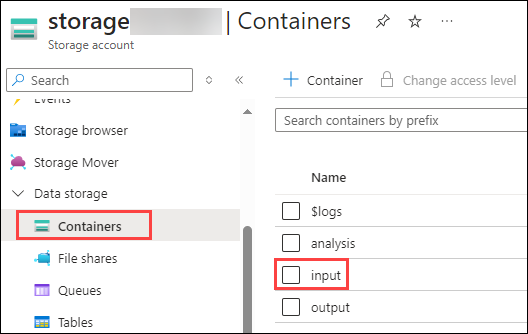 storage | Containers
Storage account
Search
Events
Storage browser
Storage Mover
Data storage
Containers
File shares
Queues
Tables
Container
Change access level
Search containers by prefix
Name
$logs
analysis
input
output